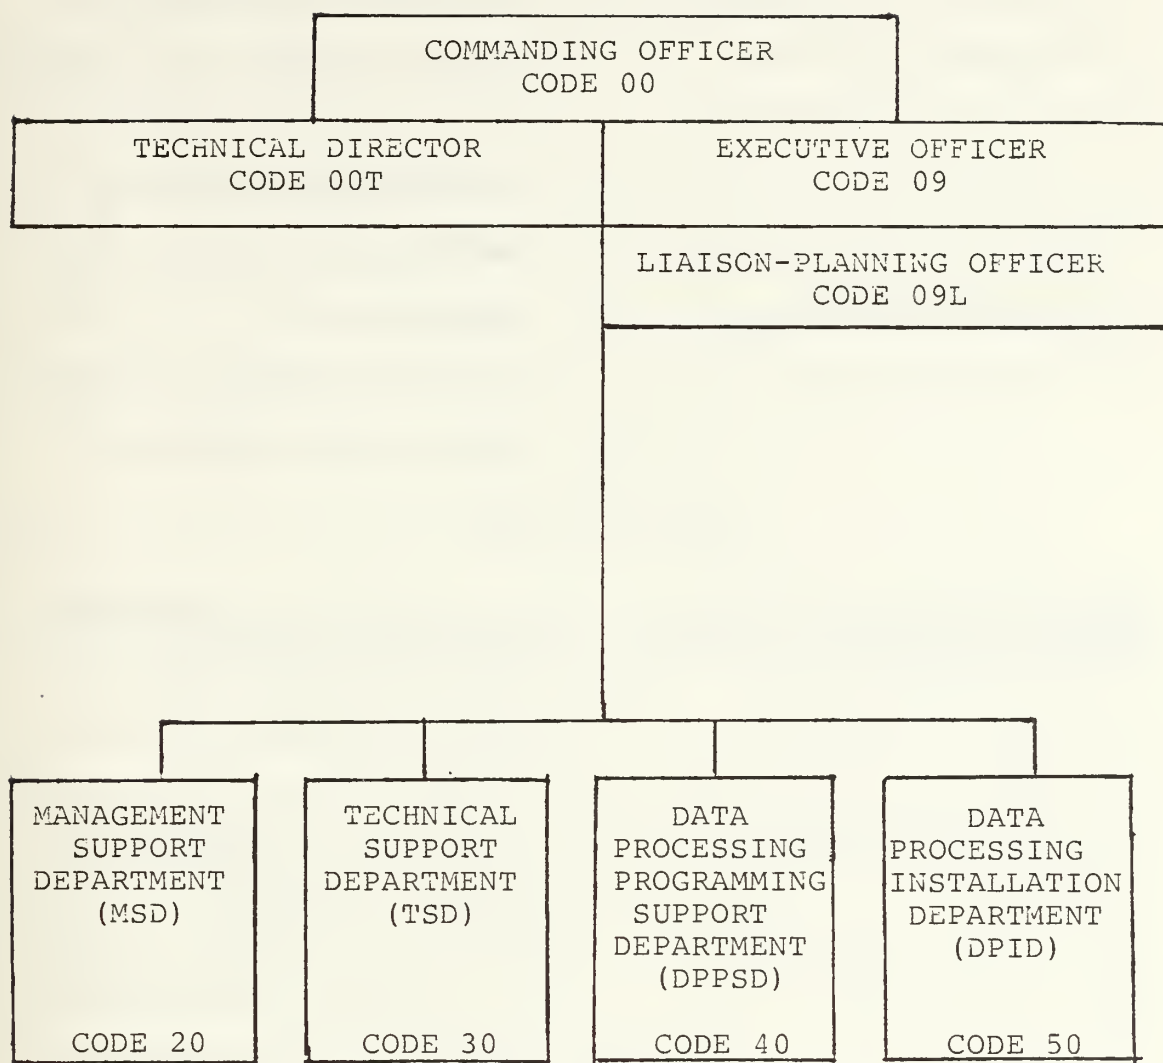 COMMANDING OFFICER
CODE 00
TECHNICAL DIRECTOR
CODE 00T
EXECUTIVE OFFICER
CODE 09
LIAISON-PLANNING OFFICER
CODE 09L
MANAGEMENT
SUPPORT
DEPARTMENT
(MSD)
CODE 20
TECHNICAL
SUPPORT
DEPARTMENT
(TSD)
CODE 30
DATA
PROCESSING
PROGRAMMING
SUPPORT
DEPARTMENT
(DPPSD)
CODE 40
DATA
PROCESSING
INSTALLATION
DEPARTMENT
(DPID)
CODE 50